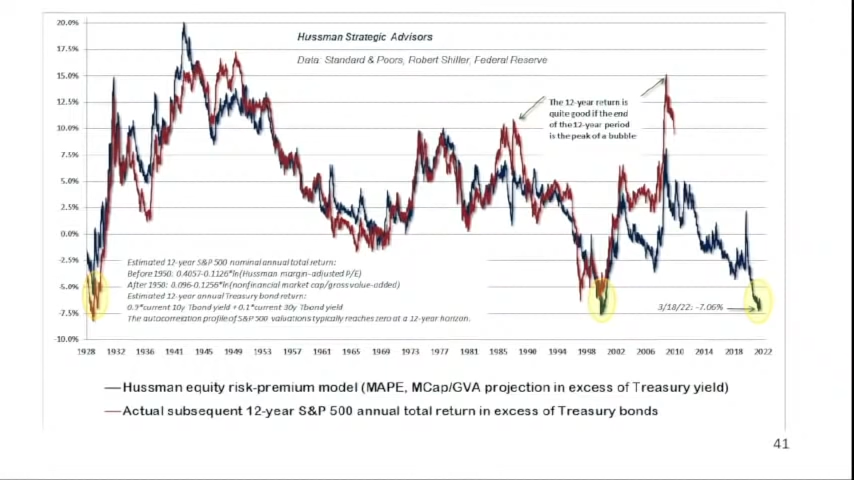 20.0%
17.5%
15.0%
12.5%
10.0%
7.5%
5.0%
2.5%
0.0%
-2.5%
-5.0%
-7.5%
-10.0%
Hussman Strategic Advisors
Data: Standard & Poors, Robert Shiller, Federal Reserve
The 12-year return is
quite good if the end
of the 12-year period
is the peak of a bubble
Estimated 12-year S&P 500 nominal annual total return:
Before 1950: 0.4057-0.1126*ln(Hussman margin-adjusted P/E)
After 1950: 0.096-0.1256*ln(nonfinancial market cap/gross value-added)
Estimated 12-year annual Treasury bond return:
0.9*current 10y Tbond yield + 0.1*current 30y Tbond yield
The autocorrelation profile of S&P 500 valuations typically reaches zero at a 12-year horizon.
3/18/22: -7.06%
1928 1932 1936 1941 1945 1949 1953 1957 1961 1965 1969 1973 1977 1981 1986 1990 1994 1998 2002 2006 2010 2014 2018 2022
Hussman equity risk-premium model (MAPE, MCap/GVA projection in excess of Treasury yield)
Actual subsequent 12-year S&P 500 annual total return in excess of Treasury bonds
41